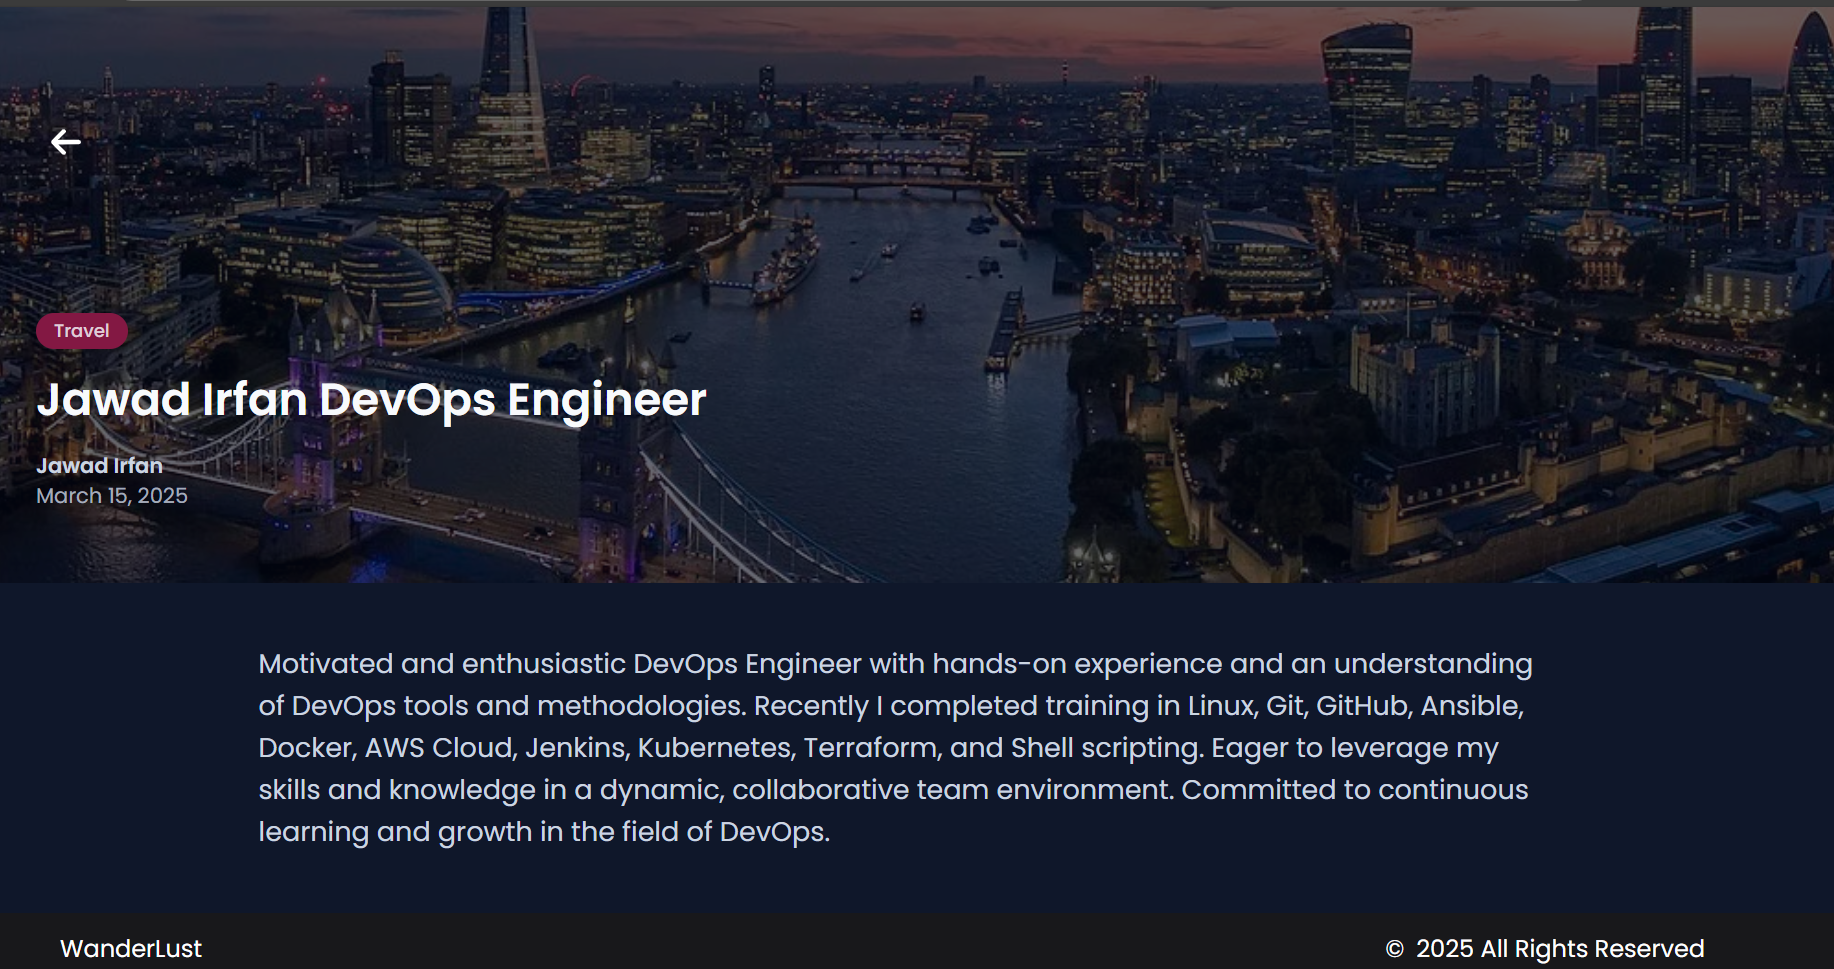 Travel
Jawad Irfan DevOps Engineer
Jawad Irfan
March 15, 2025
Motivated and enthusiastic DevOps Engineer with hands-on experience and an understanding
of DevOps tools and methodologies. Recently I completed training in Linux, Git, GitHub, Ansible,
Docker, AWS Cloud, Jenkins, Kubernetes, Terraform, and Shell scripting. Eager to leverage my
skills and knowledge in a dynamic, collaborative team environment. Committed to continuous
learning and growth in the field of DevOps.
WanderLust
© 2025 All Rights Reserved